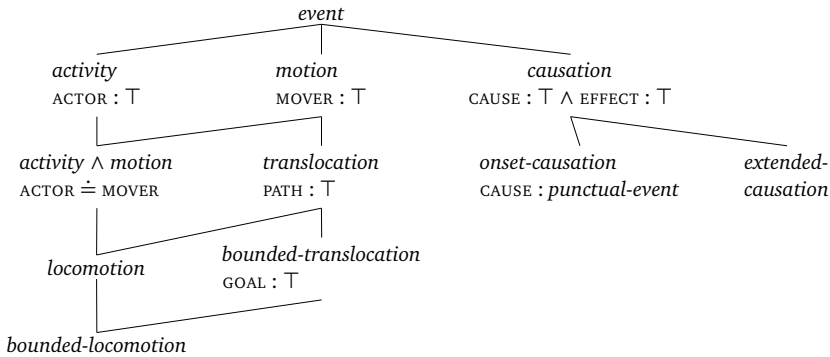 event
activity motion causation
ACTOR : ⊤ MOVER : ⊤ CAUSE : ⊤ ∧ EFFECT : ⊤
activity ∧ motion translocation onset-causation extended-
ACTOR ≐ MOVER PATH : ⊤ CAUSE : punctual-event causation
locomotion bounded-translocation
GOAL : ⊤
bounded-locomotion